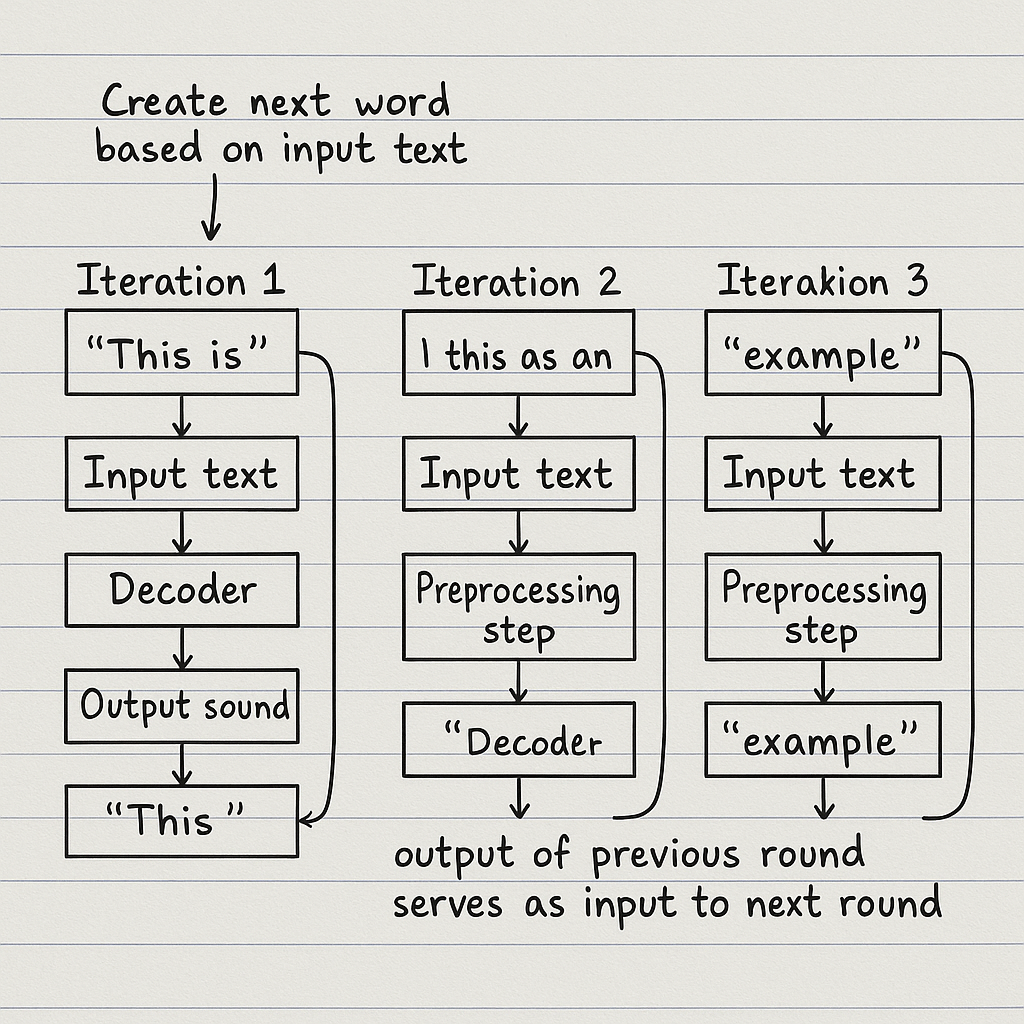 Create next word
based on input text
Iteration 1
“This is”
Input text
Decoder
Output sound
“This ”
Iteration 2
I this as an
Input text
Preprocessing
step
“Decoder
Iterakion 3
“example”
Input text
Preprocessing
step
“example”
output of previous round
serves as input to next round